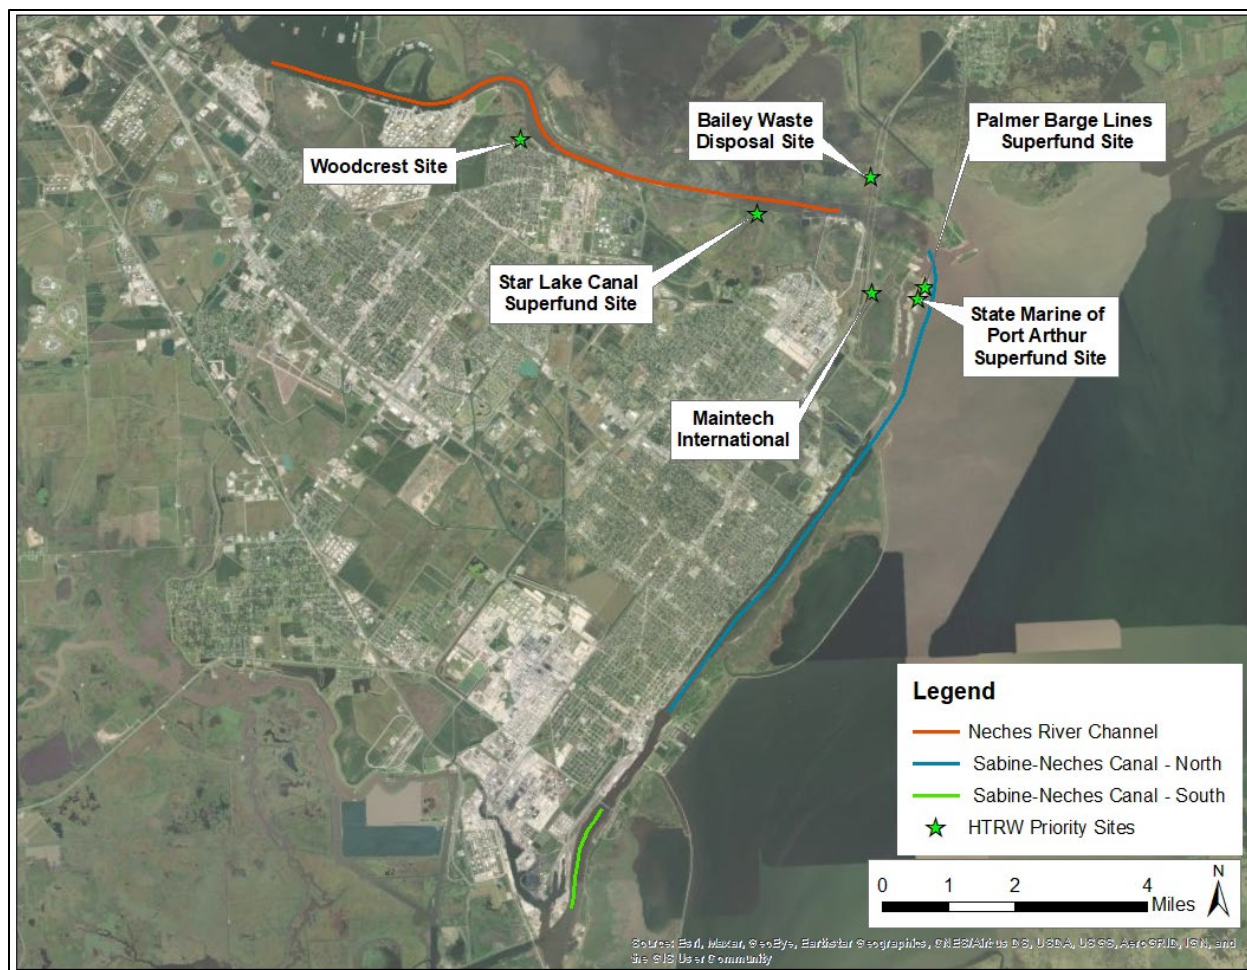 Bailey Waste
Disposal Site
Palmer Barge Lines
Superfund Site
Woodcrest Site
Star Lake Canal
Superfund Site
State Marine of
Port Arthur
Superfund Site
Maintech
International
Legend
Neches River Channel
Sabine-Neches Canal - North
Sabine-Neches Canal - South
HTRW Priority Sites
0 1 2 4
Miles
N
Source: Esri, Maxar, GeoEye, Earthstar Geographics, CNES/Airbus DS, USDA, USGS, AeroGRID, IGN, and
the GIS User Community